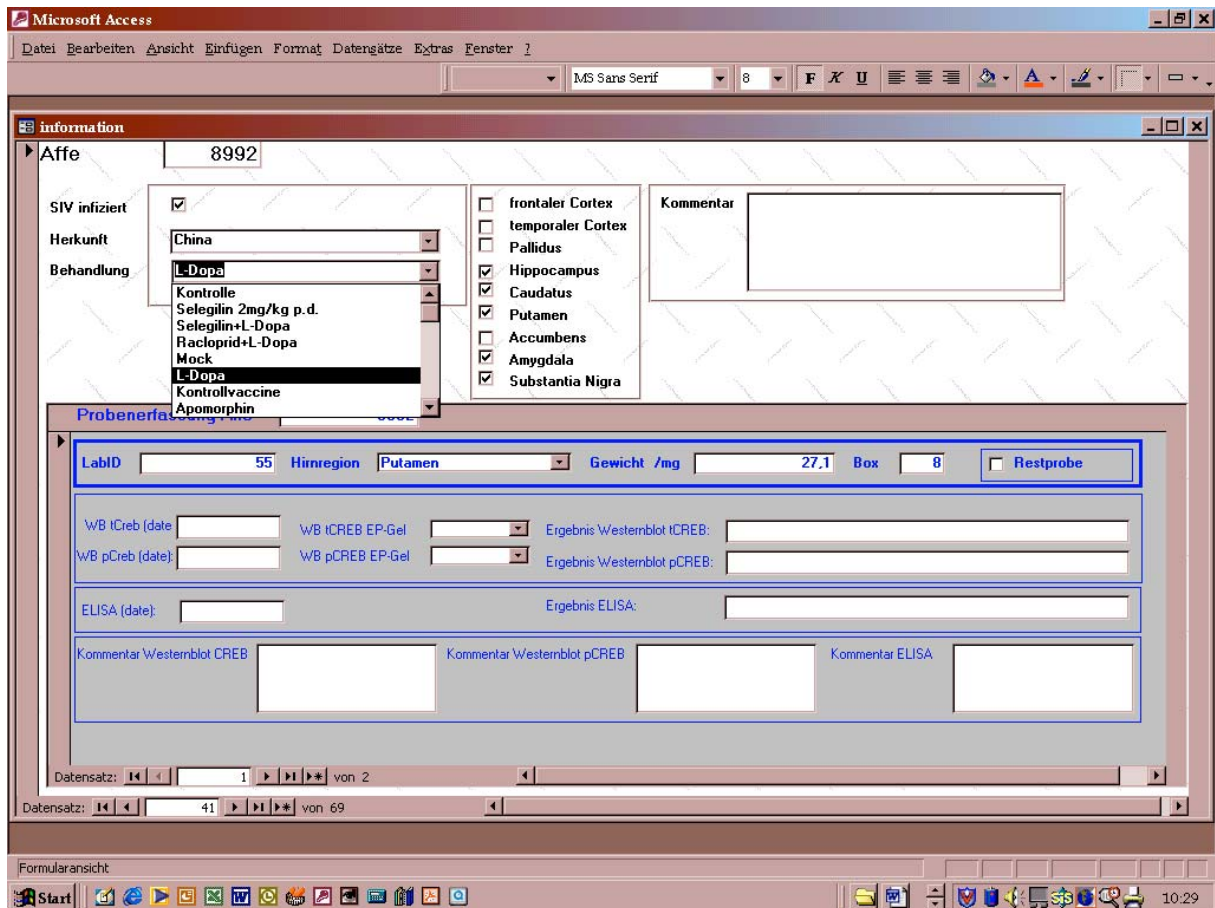 Microsoft Access
Datei Bearbeiten Ansicht Einfügen Format Datensätze Extras Fenster ?
MS Sans Serif 8 F K U
information
Affe 8992
SIV infiziert
Herkunft China
Behandlung L-Dopa
Kontrolle
Selegilin 2mg/kg p.d.
Selegilin+L-Dopa
Racloprid+L-Dopa
Mock
L-Dopa
Kontrollvaccine
Apomorphin
frontaler Cortex
temporaler Cortex
Pallidus
Hippocampus
Caudatus
Putamen
Accumbens
Amygdala
Substantia Nigra
Kommentar
LabID 55 Hirnregion Putamen Gewicht /mg 27,1 Box 8 Restprobe
WB tCreb (date WB tCREB EP-Gel Ergebnis Westernblot tCREB:
WB pCreb (date): WB pCREB EP-Gel Ergebnis Westernblot pCREB:
ELISA (date): Ergebnis ELISA:
Kommentar Westernblot CREB Kommentar Westernblot pCREB Kommentar ELISA
Datensatz: 1 von 2
Datensatz: 41 von 69
Formularansicht
Start 10:29